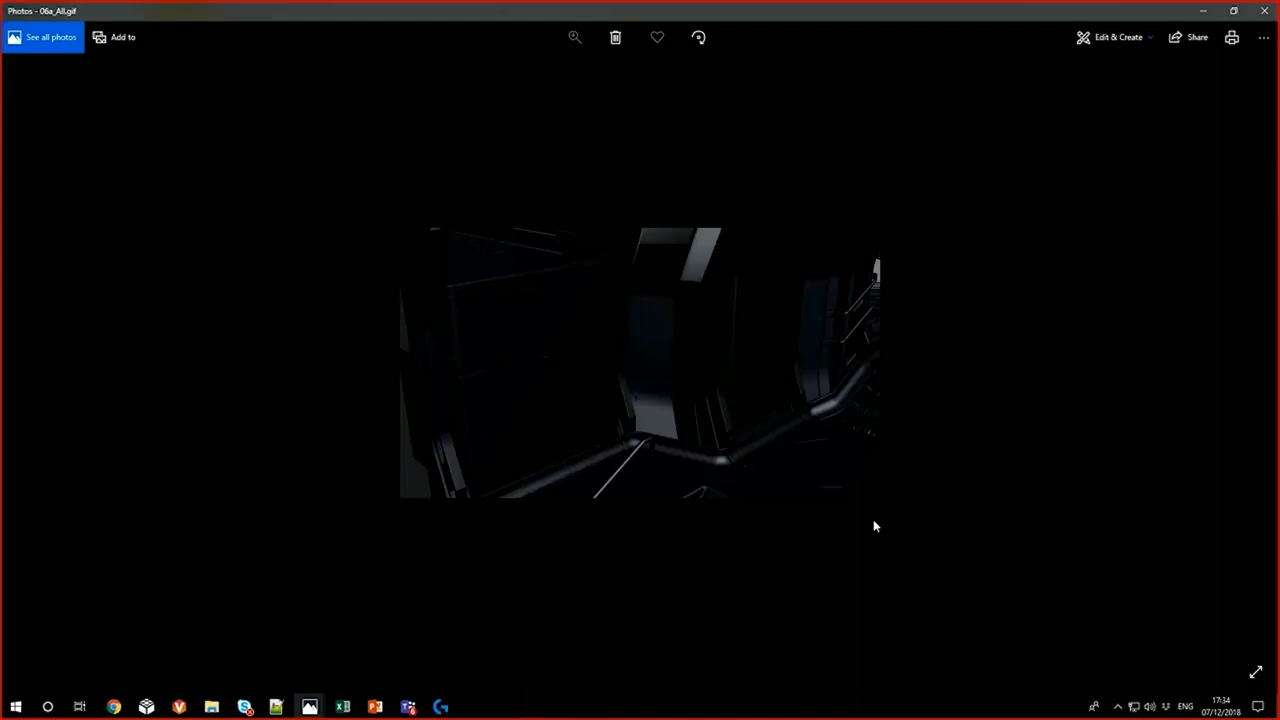 Photos - 06a_All.gif
See all photos
Add to
Edit & Create
Share
ENG
17:34
07/12/2018